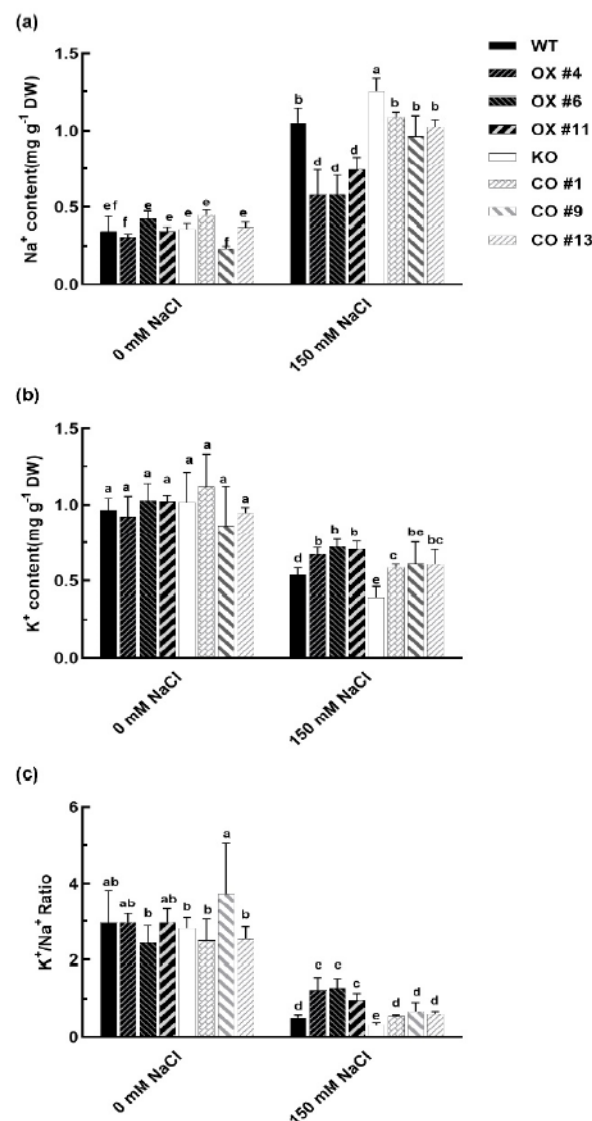 (a)
Na⁺ content(mg g⁻¹ DW)
1.5
1.0
0.5
0.0
ef
f
e
e
e
e
f
e
b
d
d
d
a
b
b
b
0 mM NaCl
150 mM NaCl
WT
OX #4
OX #6
OX #11
KO
CO #1
CO #9
CO #13
(b)
K⁺ content(mg g⁻¹ DW)
1.5
1.0
0.5
0.0
a
a
a
a
a
a
a
a
d
b
b
b
e
c
bc
bc
0 mM NaCl
150 mM NaCl
(c)
K⁺/Na⁺ Ratio
6
4
2
0
ab
ab
b
ab
b
b
a
b
d
c
c
c
e
d
d
d
0 mM NaCl
150 mM NaCl